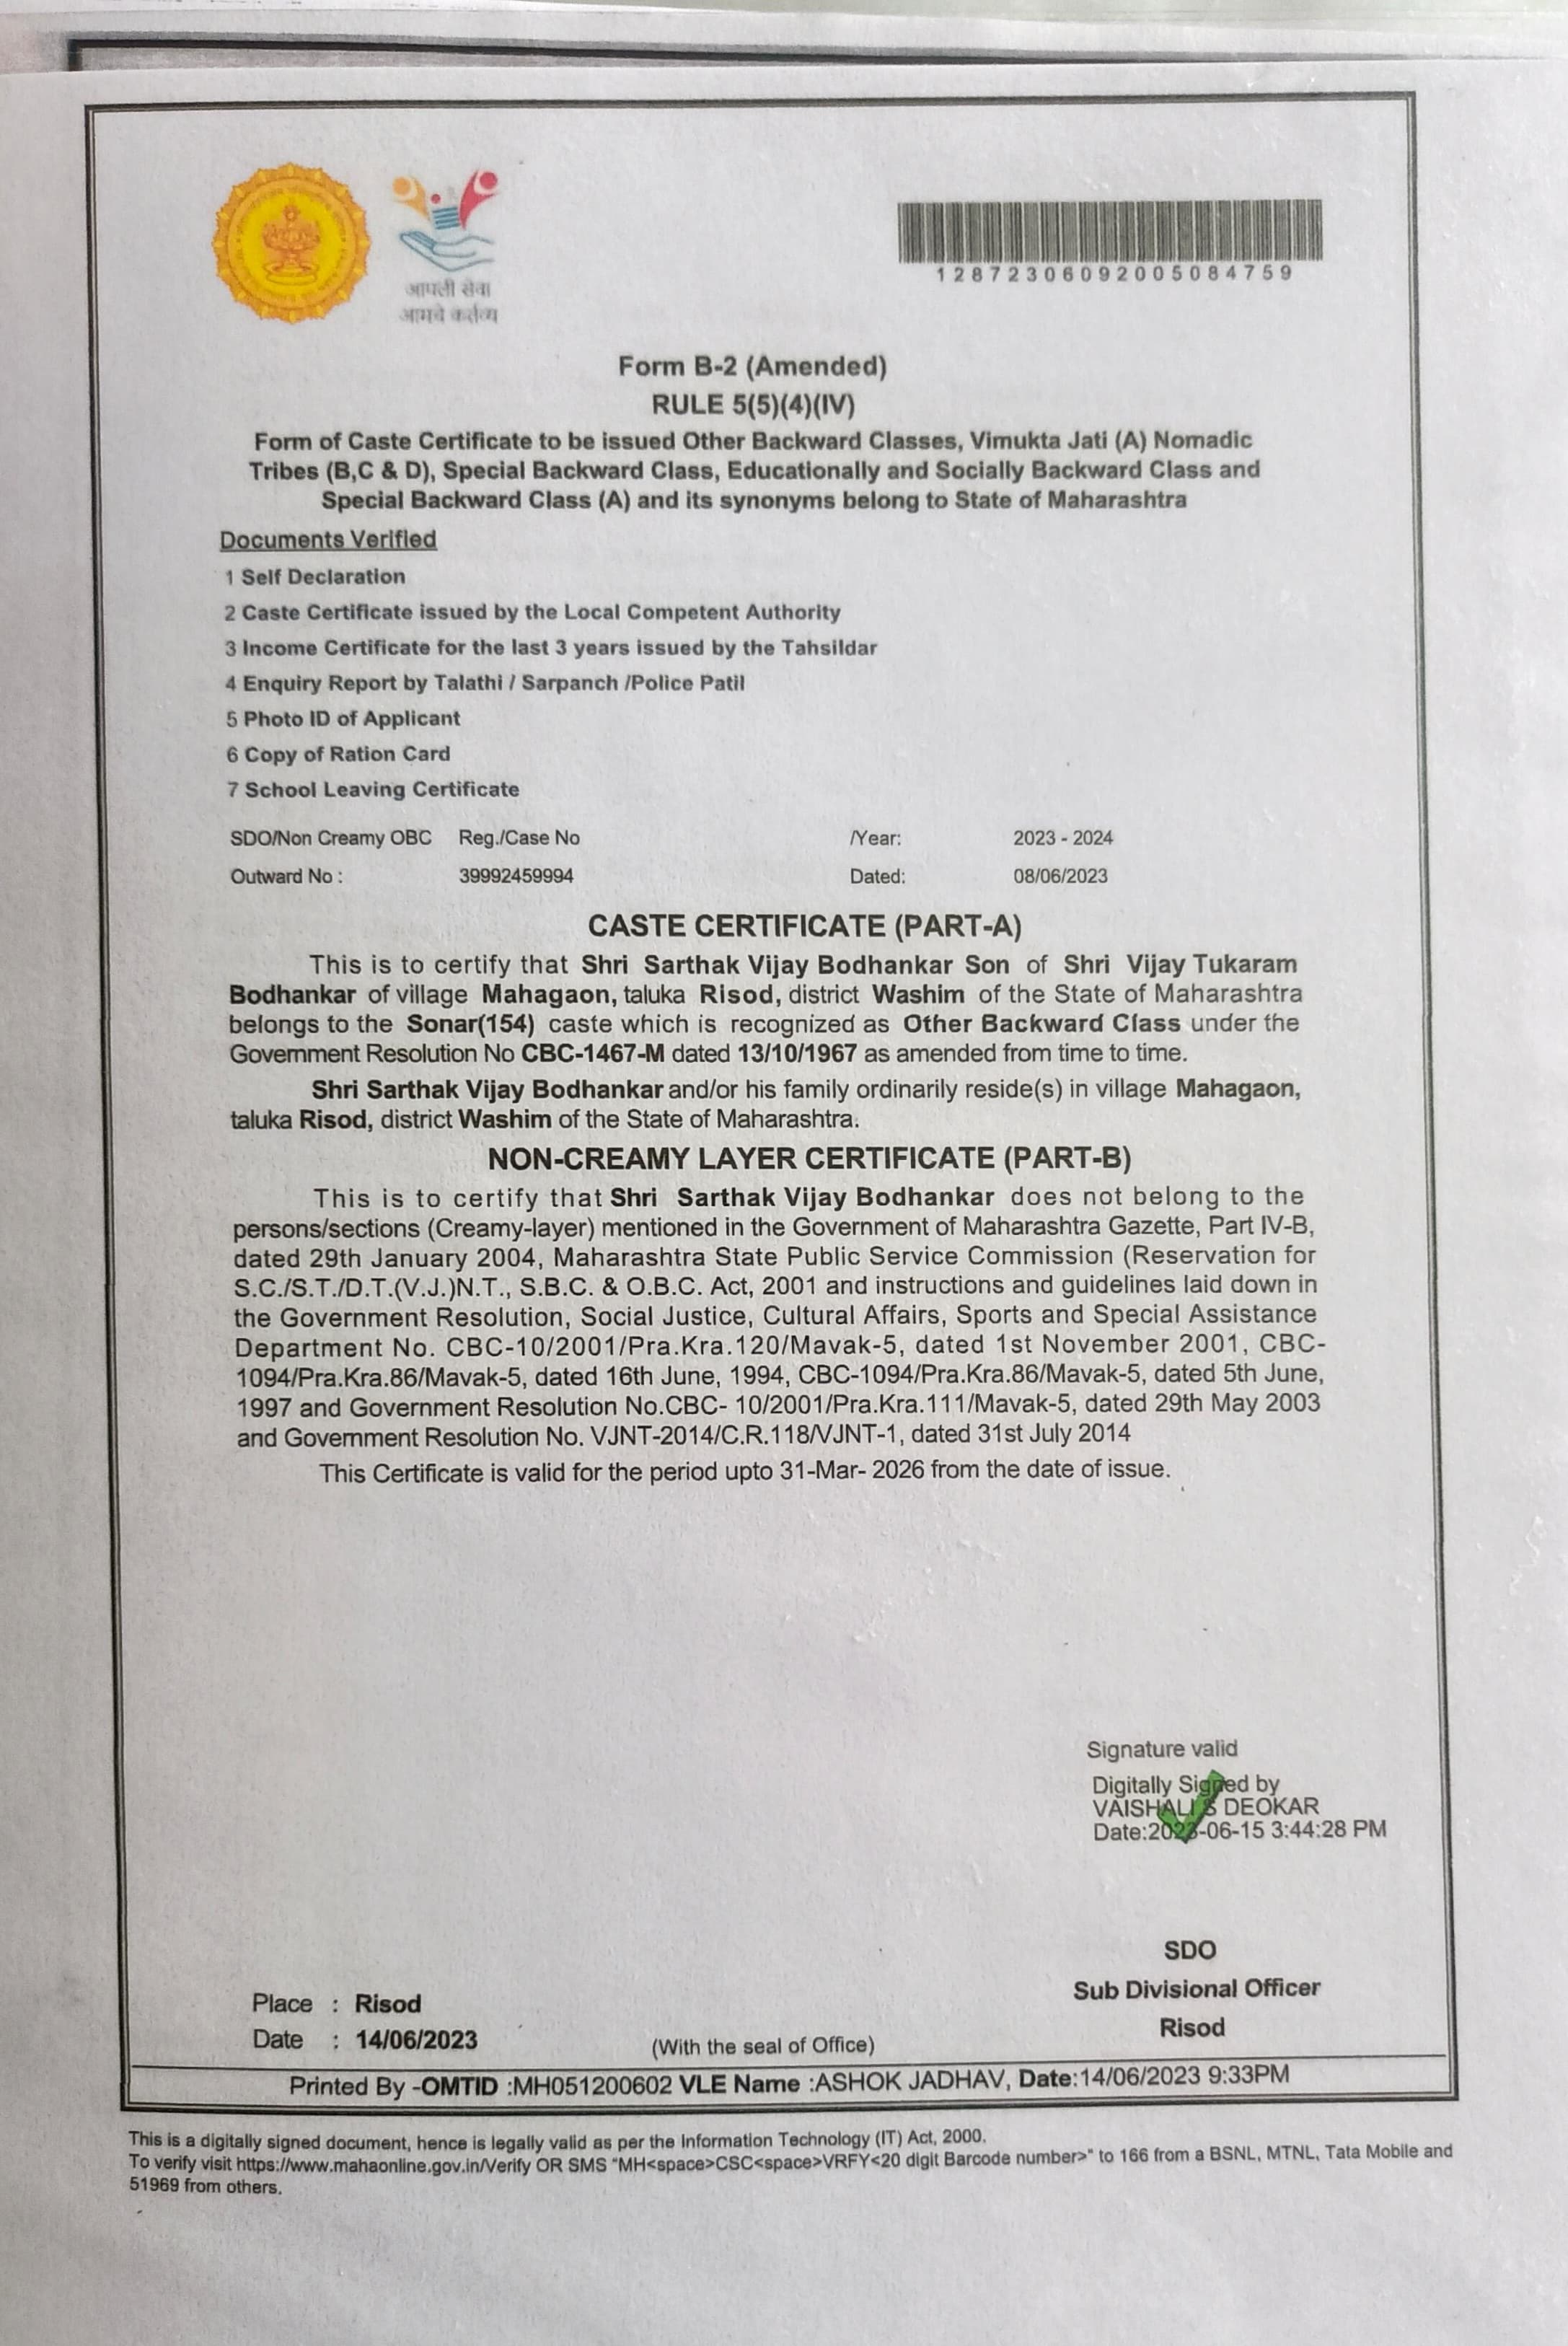 आपली सेवा
आमचे कर्तव्य
12872306092005084759
Form B-2 (Amended)
RULE 5(5)(4)(IV)
Form of Caste Certificate to be issued Other Backward Classes, Vimukta Jati (A) Nomadic
Tribes (B,C & D), Special Backward Class, Educationally and Socially Backward Class and
Special Backward Class (A) and its synonyms belong to State of Maharashtra
Documents Verified
1 Self Declaration
2 Caste Certificate issued by the Local Competent Authority
3 Income Certificate for the last 3 years issued by the Tahsildar
4 Enquiry Report by Talathi / Sarpanch /Police Patil
5 Photo ID of Applicant
6 Copy of Ration Card
7 School Leaving Certificate
SDO/Non Creamy OBC Reg./Case No /Year: 2023 - 2024
Outward No : 39992459994 Dated: 08/06/2023
CASTE CERTIFICATE (PART-A)
This is to certify that Shri Sarthak Vijay Bodhankar Son of Shri Vijay Tukaram
Bodhankar of village Mahagaon, taluka Risod, district Washim of the State of Maharashtra
belongs to the Sonar(154) caste which is recognized as Other Backward Class under the
Government Resolution No CBC-1467-M dated 13/10/1967 as amended from time to time.
Shri Sarthak Vijay Bodhankar and/or his family ordinarily reside(s) in village Mahagaon,
taluka Risod, district Washim of the State of Maharashtra.
NON-CREAMY LAYER CERTIFICATE (PART-B)
This is to certify that Shri Sarthak Vijay Bodhankar does not belong to the
persons/sections (Creamy-layer) mentioned in the Government of Maharashtra Gazette, Part IV-B,
dated 29th January 2004, Maharashtra State Public Service Commission (Reservation for
S.C./S.T./D.T.(V.J.)N.T., S.B.C. & O.B.C. Act, 2001 and instructions and guidelines laid down in
the Government Resolution, Social Justice, Cultural Affairs, Sports and Special Assistance
Department No. CBC-10/2001/Pra.Kra.120/Mavak-5, dated 1st November 2001, CBC-
1094/Pra.Kra.86/Mavak-5, dated 16th June, 1994, CBC-1094/Pra.Kra.86/Mavak-5, dated 5th June,
1997 and Government Resolution No.CBC- 10/2001/Pra.Kra.111/Mavak-5, dated 29th May 2003
and Government Resolution No. VJNT-2014/C.R.118/VJNT-1, dated 31st July 2014
This Certificate is valid for the period upto 31-Mar- 2026 from the date of issue.
Signature valid
Digitally Signed by
VAISHALI S DEOKAR
Date:2023-06-15 3:44:28 PM
SDO
Sub Divisional Officer
Risod
Place : Risod
Date : 14/06/2023
(With the seal of Office)
Printed By -OMTID :MH051200602 VLE Name :ASHOK JADHAV, Date:14/06/2023 9:33PM
This is a digitally signed document, hence is legally valid as per the Information Technology (IT) Act, 2000.
To verify visit https://www.mahaonline.gov.in/Verify OR SMS "MH<space>CSC<space>VRFY<20 digit Barcode number>" to 166 from a BSNL, MTNL, Tata Mobile and
51969 from others.